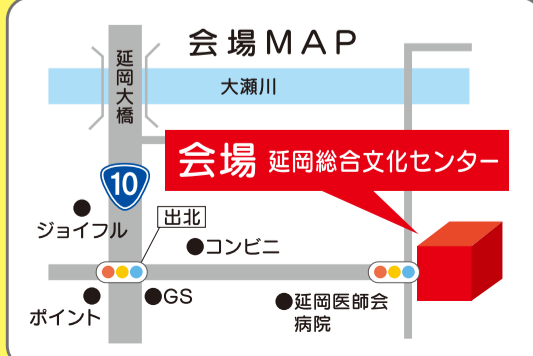 会場MAP
延岡大橋
大瀬川
会場 延岡総合文化センター
10
ジョイフル
出北
コンビニ
ポイント
GS
延岡医師会
病院